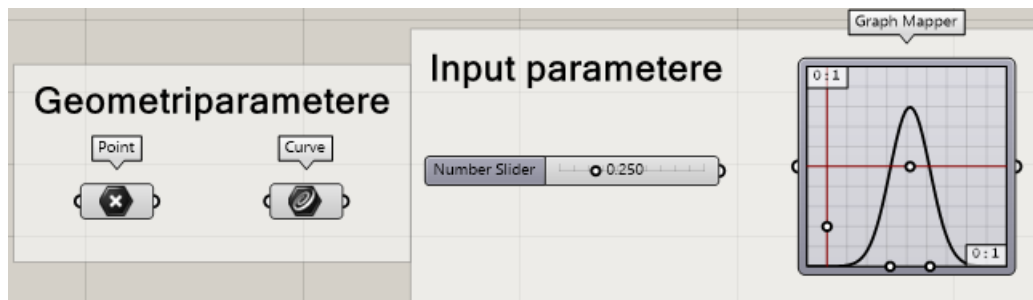 Graph Mapper
Input parametere
Geometriparametere
0:1
Point
Curve
Number Slider 0.250
0:1